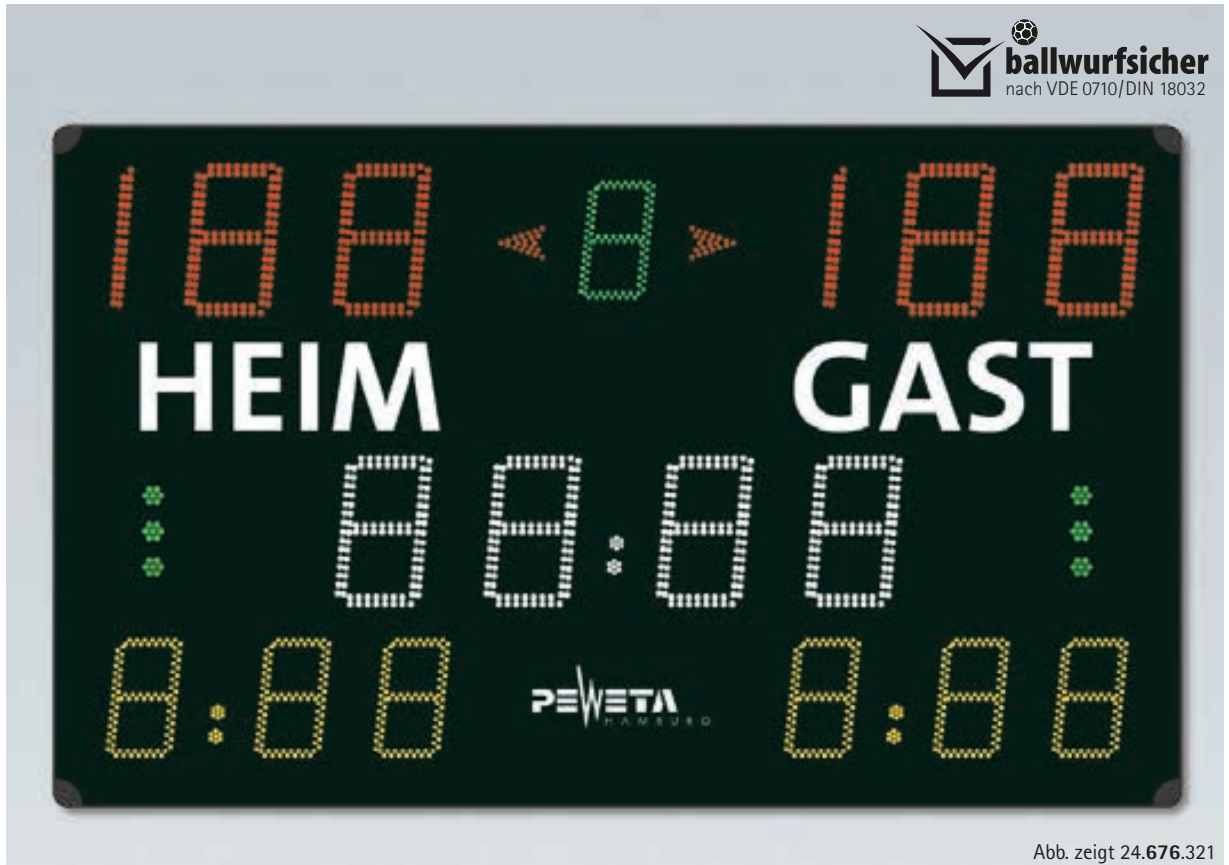 ballwurfsicher
nach VDE 0710/DIN 18032
188 8 188
HEIM GAST
88:88
8:88 8:88
PEWETA
HAMBURG
Abb. zeigt 24.676.321